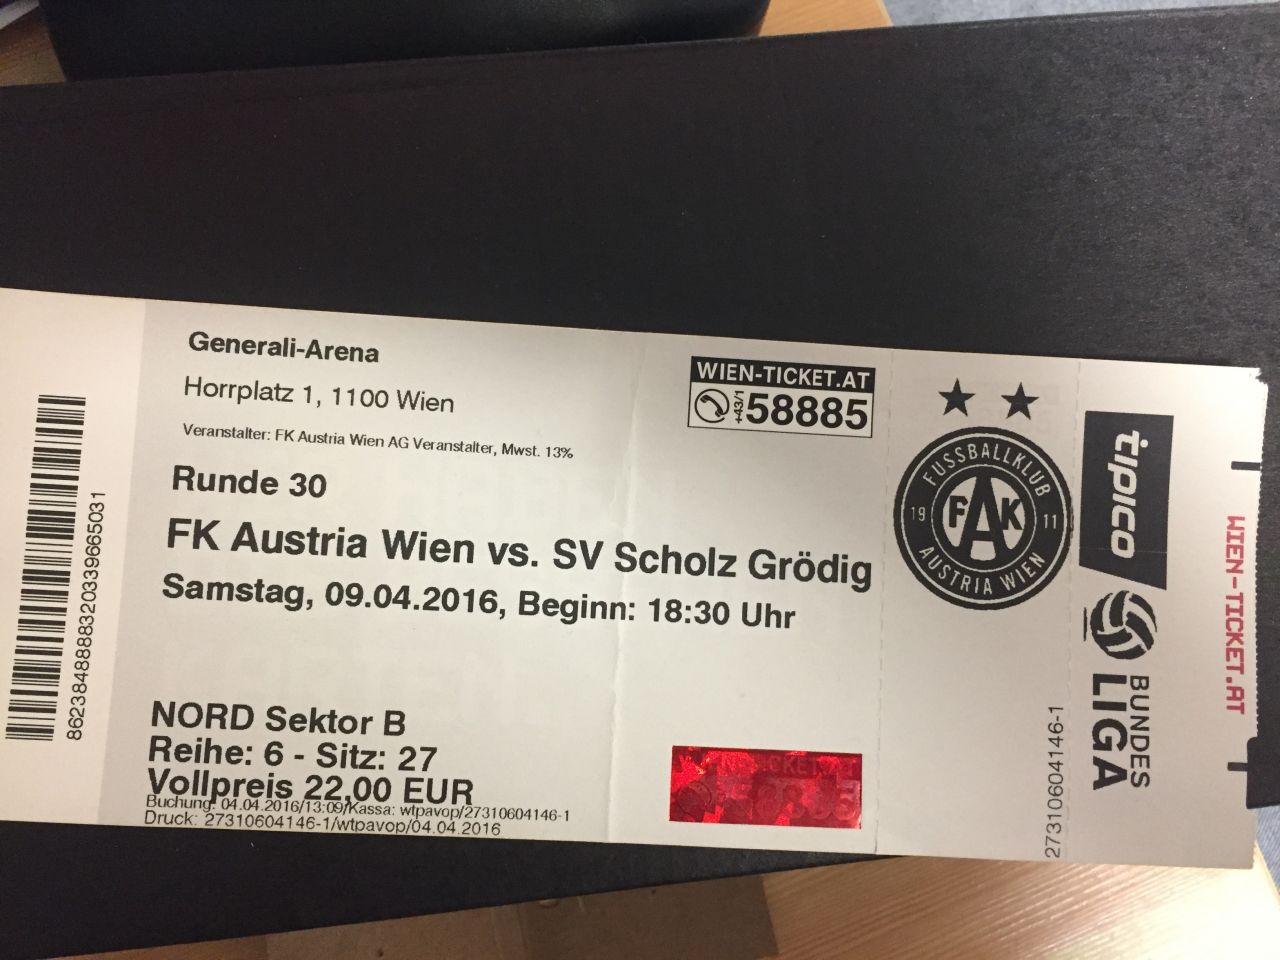 Generali-Arena
Horrplatz 1, 1100 Wien
Veranstalter: FK Austria Wien AG Veranstalter, Mwst. 13%
Runde 30
FK Austria Wien vs. SV Scholz Grödig
Samstag, 09.04.2016, Beginn: 18:30 Uhr
NORD Sektor B
Reihe: 6 - Sitz: 27
Vollpreis 22,00 EUR
Buchung: 04.04.2016/13:09/Kassa: wtpavop/27310604146-1
Druck: 27310604146-1/wtpavop/04.04.2016
862384888832033965031
WIEN-TICKET.AT
+43/1 58885
FUSSBALLKLUB
19 FAK 11
AUSTRIA WIEN
tipico
BUNDES
LIGA
27310604146-1
WIEN-TICKET.AT